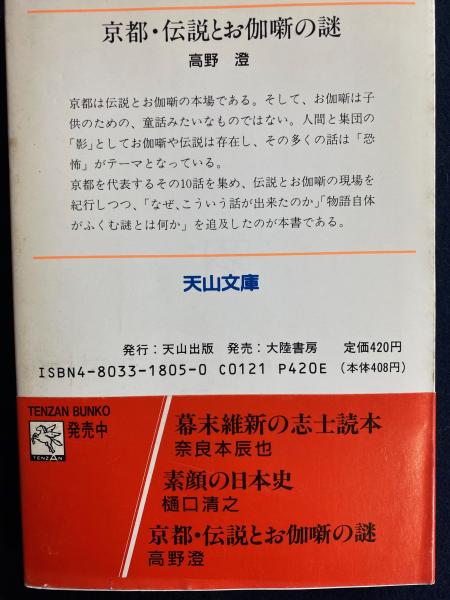 京都・伝説とお伽噺の謎
高野 澄
京都は伝説とお伽噺の本場である。そして、お伽噺は子
供のための、童話みたいなものではない。人間と集団の
「影」としてお伽噺や伝説は存在し、その多くの話は「恐
怖」がテーマとなっている。
京都を代表するその10話を集め、伝説とお伽噺の現場を
紀行しつつ、「なぜ、こういう話が出来たのか」「物語自体
がふくむ謎とは何か」を追及したのが本書である。
天山文庫
発行：天山出版 発売：大陸書房 定価420円
ISBN4-8033-1805-0 C0121 P420E (本体408円)
TENZAN BUNKO
発売中
TENZAN
幕末維新の志士読本
奈良本辰也
素顔の日本史
樋口清之
京都・伝説とお伽噺の謎
高野澄